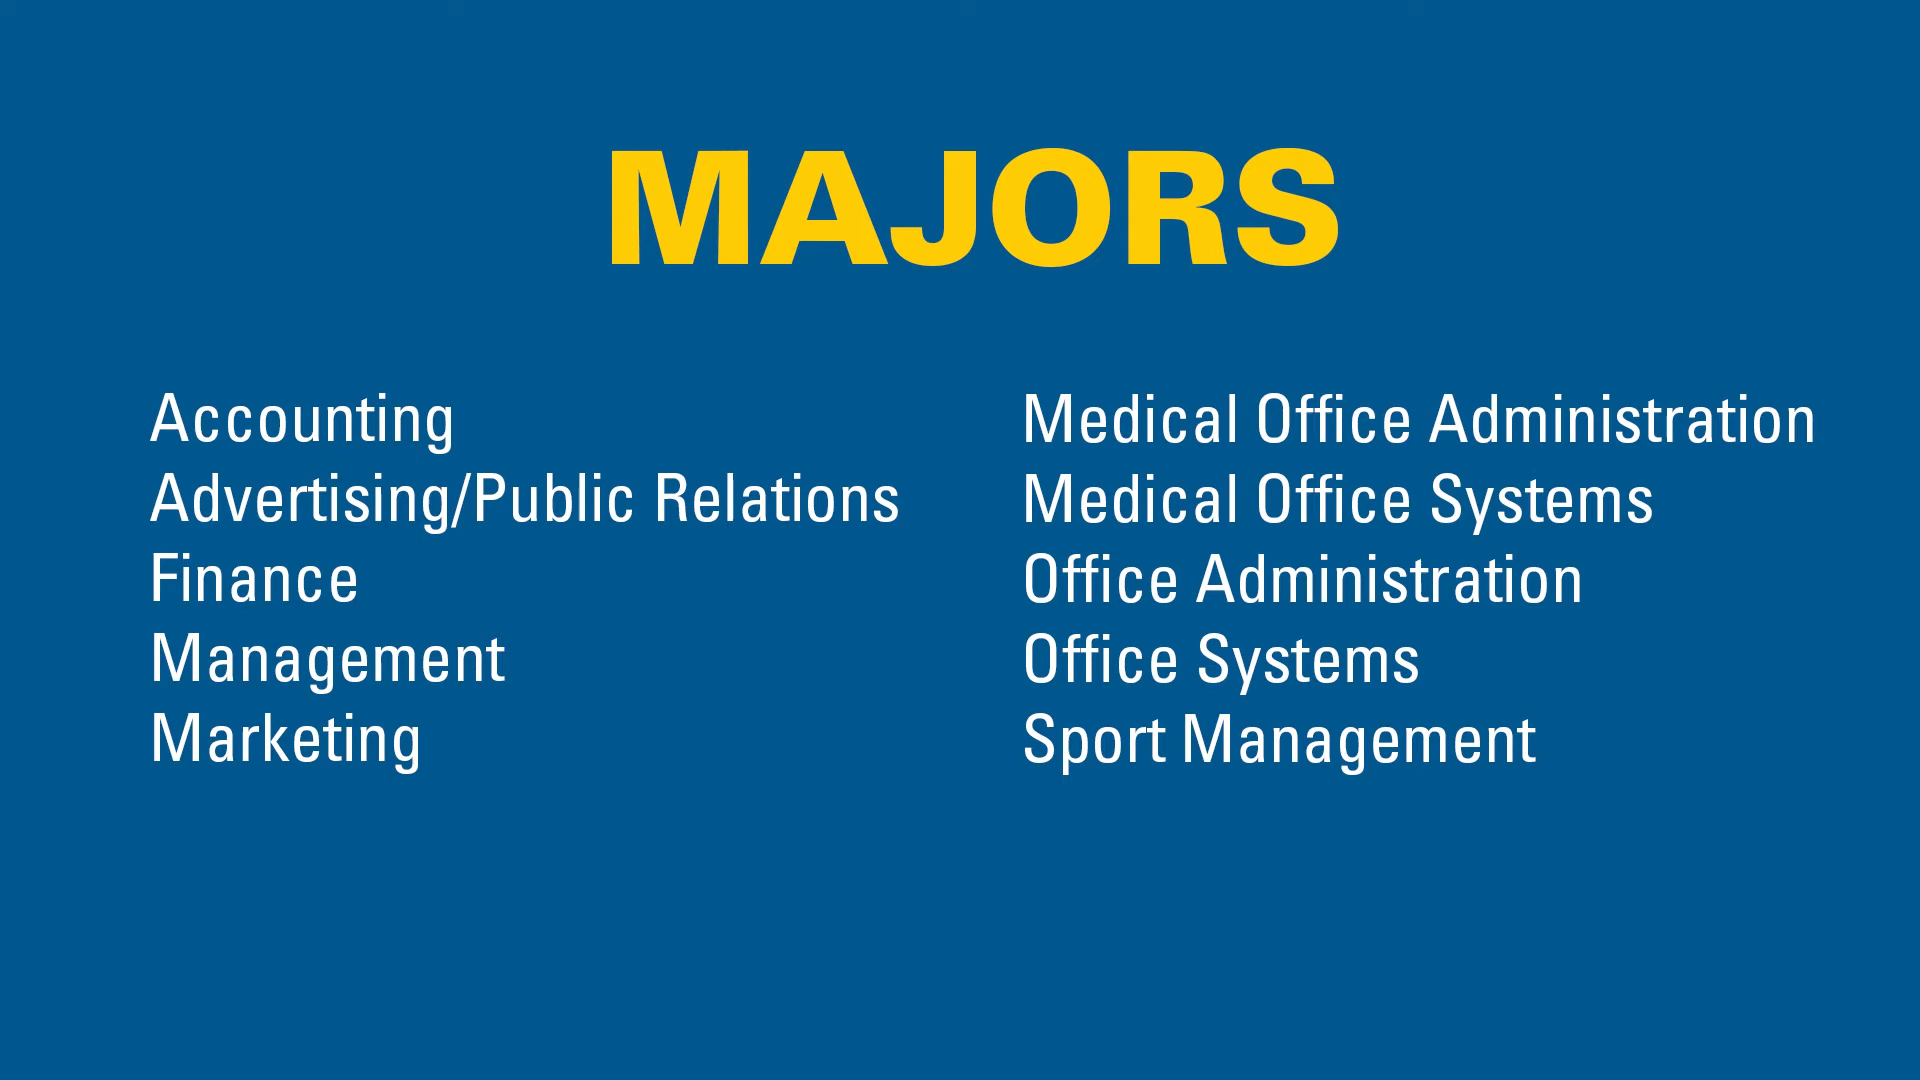 MAJORS
Accounting
Advertising/Public Relations
Finance
Management
Marketing
Medical Office Administration
Medical Office Systems
Office Administration
Office Systems
Sport Management